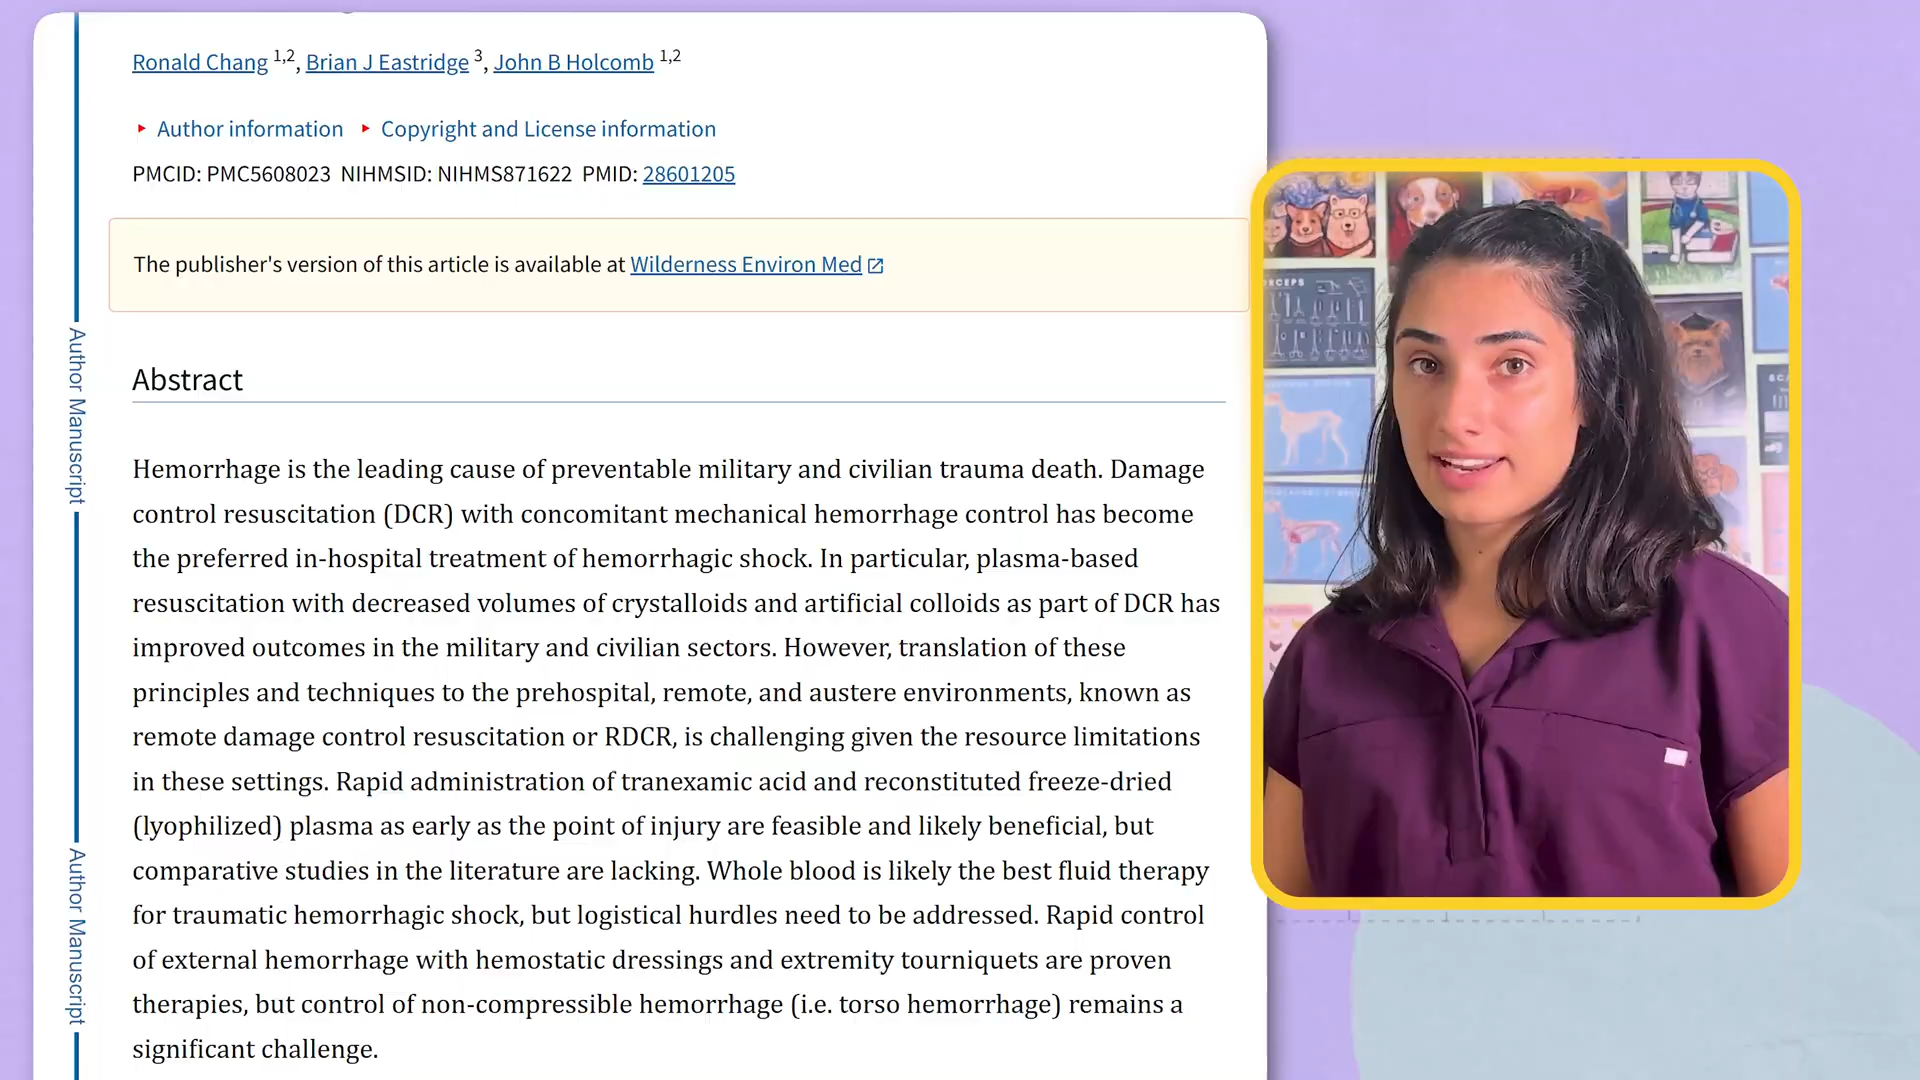 Ronald Chang 1,2, Brian J Eastridge 3, John B Holcomb 1,2
Author information Copyright and License information
PMCID: PMC5608023 NIHMSID: NIHMS871622 PMID: 28601205
The publisher's version of this article is available at Wilderness Environ Med
Author Manuscript
Abstract
Hemorrhage is the leading cause of preventable military and civilian trauma death. Damage
control resuscitation (DCR) with concomitant mechanical hemorrhage control has become
the preferred in-hospital treatment of hemorrhagic shock. In particular, plasma-based
resuscitation with decreased volumes of crystalloids and artificial colloids as part of DCR has
improved outcomes in the military and civilian sectors. However, translation of these
principles and techniques to the prehospital, remote, and austere environments, known as
remote damage control resuscitation or RDCR, is challenging given the resource limitations
in these settings. Rapid administration of tranexamic acid and reconstituted freeze-dried
(lyophilized) plasma as early as the point of injury are feasible and likely beneficial, but
comparative studies in the literature are lacking. Whole blood is likely the best fluid therapy
for traumatic hemorrhagic shock, but logistical hurdles need to be addressed. Rapid control
of external hemorrhage with hemostatic dressings and extremity tourniquets are proven
therapies, but control of non-compressible hemorrhage (i.e. torso hemorrhage) remains a
significant challenge.
Author Manuscript